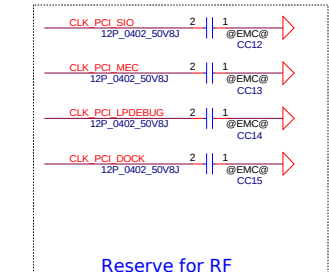 CLK_PCI_SIO 2 1
12P_0402_50V8J @EMC@
CC12
CLK_PCI_MEC 2 1
12P_0402_50V8J @EMC@
CC13
CLK_PCI_LPDEBUG 2 1
12P_0402_50V8J @EMC@
CC14
CLK_PCI_DOCK 2 1
12P_0402_50V8J @EMC@
CC15
Reserve for RF